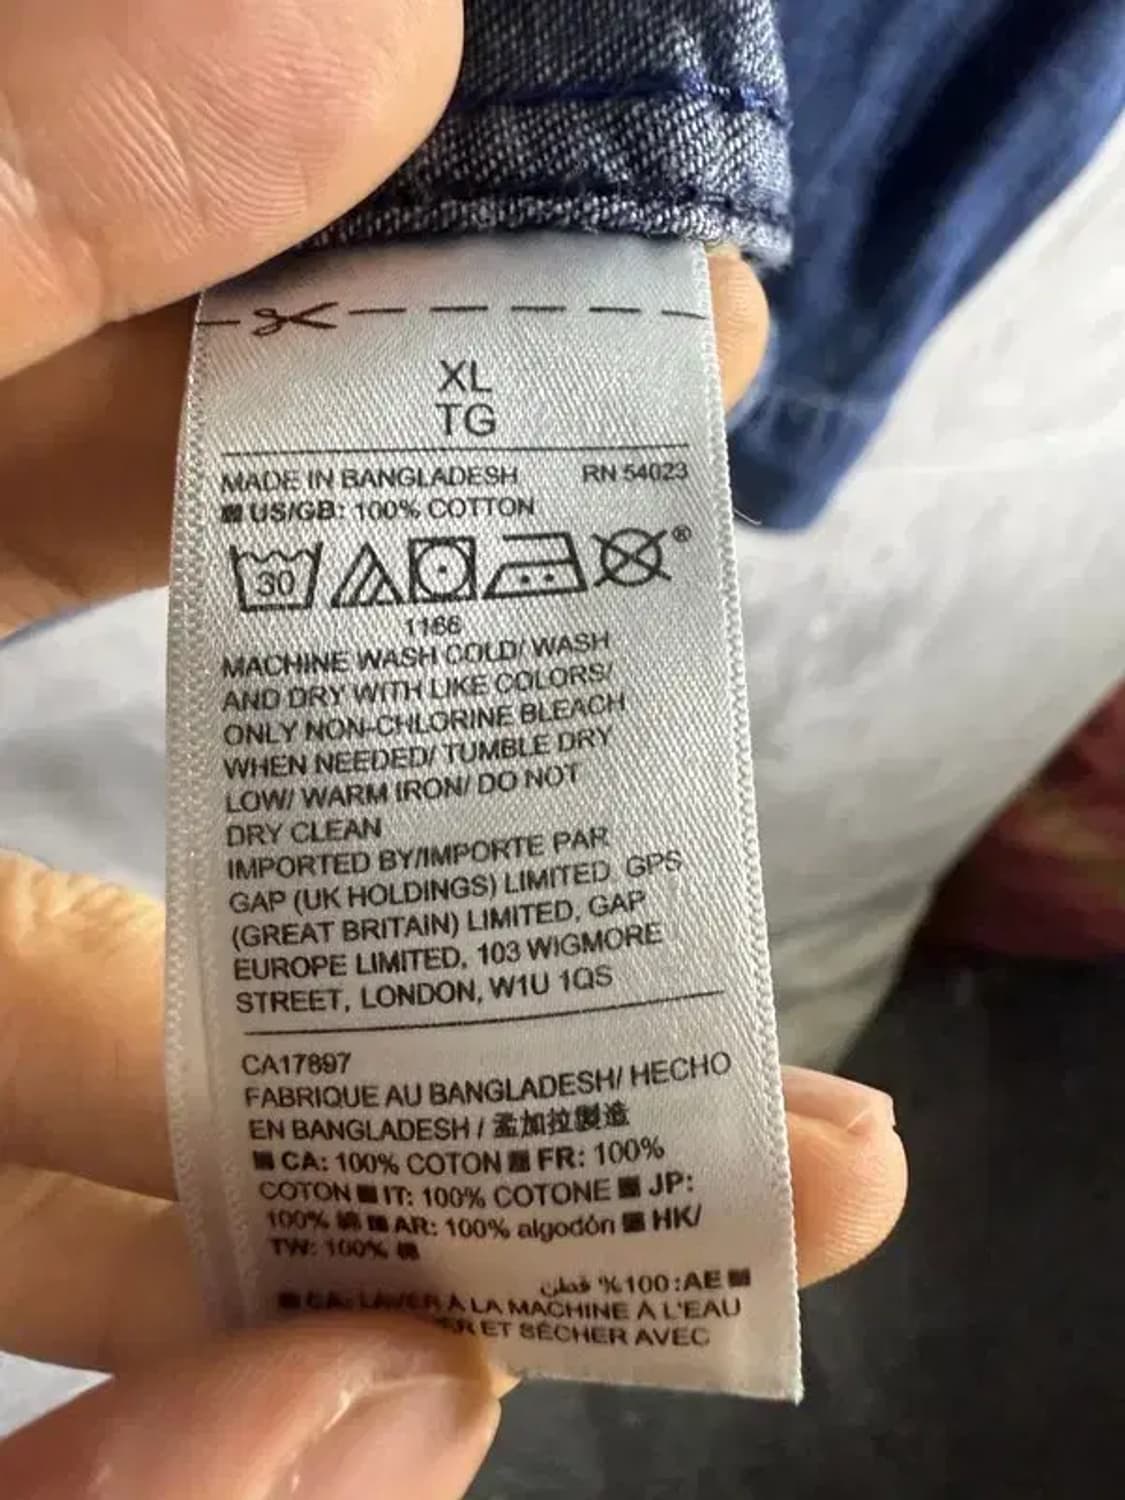 XL
TG
MADE IN BANGLADESH RN 54023
US/GB: 100% COTTON
30
®
1166
MACHINE WASH COLD/ WASH
AND DRY WITH LIKE COLORS/
ONLY NON-CHLORINE BLEACH
WHEN NEEDED/ TUMBLE DRY
LOW/ WARM IRON/ DO NOT
DRY CLEAN
IMPORTED BY/IMPORTE PAR
GAP (UK HOLDINGS) LIMITED, GPS
(GREAT BRITAIN) LIMITED, GAP
EUROPE LIMITED, 103 WIGMORE
STREET, LONDON, W1U 1QS
CA17897
FABRIQUE AU BANGLADESH/ HECHO
EN BANGLADESH / 孟加拉製造
CA: 100% COTON FR: 100%
COTON IT: 100% COTONE JP:
100% 綿 AR: 100% algodón HK/
TW: 100% 棉
AE: 100% قطن
CA: LAVER À LA MACHINE À L'EAU
ET SÉCHER AVEC